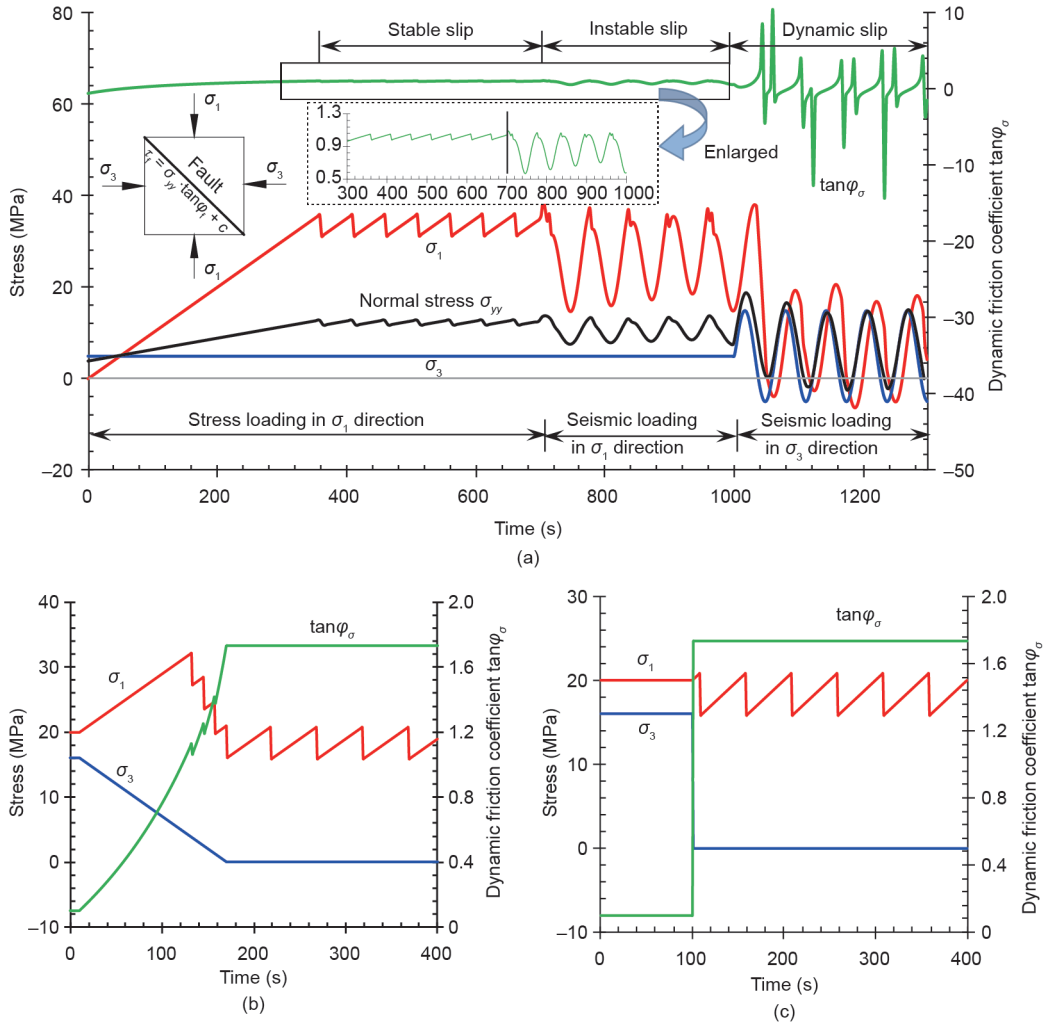 Stable slip
Instable slip
Dynamic slip
80
60
40
20
0
–20
Stress (MPa)
10
0
–10
–20
–30
–40
–50
Dynamic friction coefficient tanφσ
σ1
σ3
σ3
σ1
Fault
τf = σyy·tanφf + c
1.3
1.1
0.9
0.5
300 400 500 600 700 800 900 1000
Enlarged
tanφσ
σ1
Normal stress σyy
σ3
Stress loading in σ1 direction
Seismic loading
in σ1 direction
Seismic loading
in σ3 direction
0 200 400 600 800 1000 1200
Time (s)
(a)
40
30
20
10
0
–10
Stress (MPa)
2.0
1.6
1.2
0.8
0.4
0
Dynamic friction coefficient tanφσ
tanφσ
σ1
σ3
0 100 200 300 400
Time (s)
(b)
30
20
10
0
–10
Stress (MPa)
2.0
1.6
1.2
0.8
0.4
0
Dynamic friction coefficient tanφσ
tanφσ
σ1
σ3
0 100 200 300 400
Time (s)
(c)